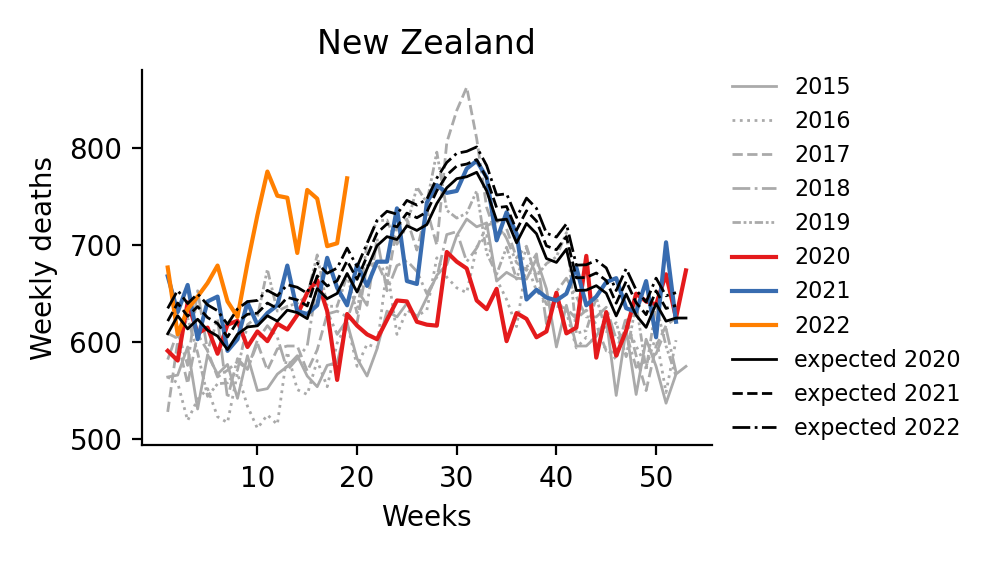 New Zealand
Weekly deaths
800
700
600
500
10 20 30 40 50
Weeks
2015
2016
2017
2018
2019
2020
2021
2022
expected 2020
expected 2021
expected 2022